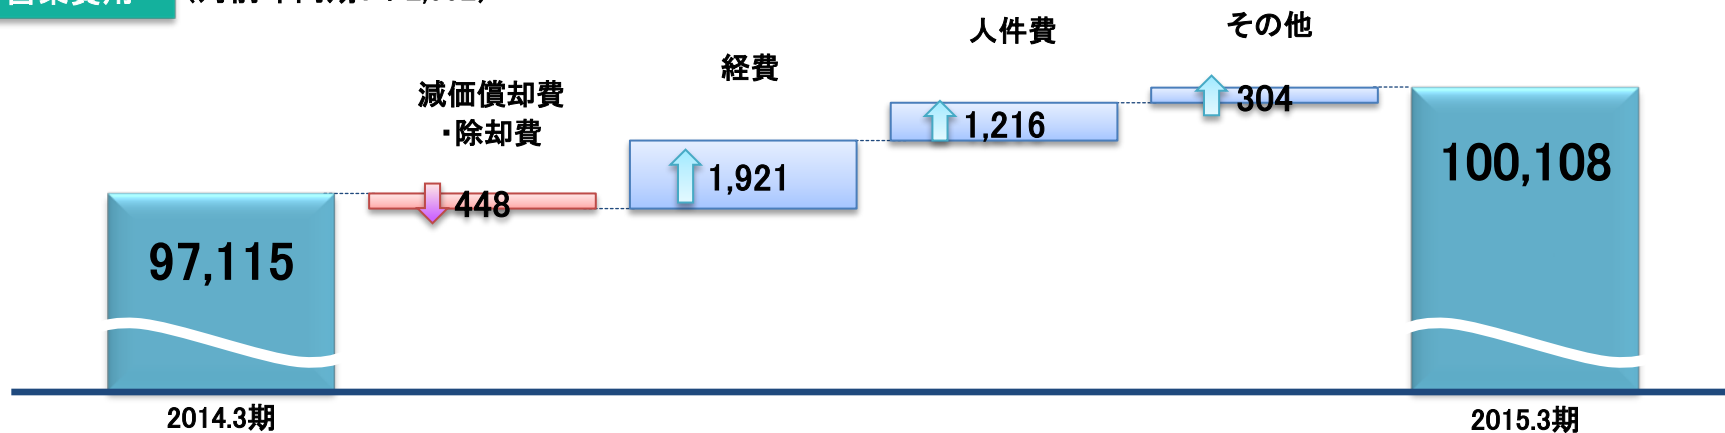 人件費
その他
経費
減価償却費
・除却費
304
1,216
1,921
448
100,108
97,115
2014.3期
2015.3期